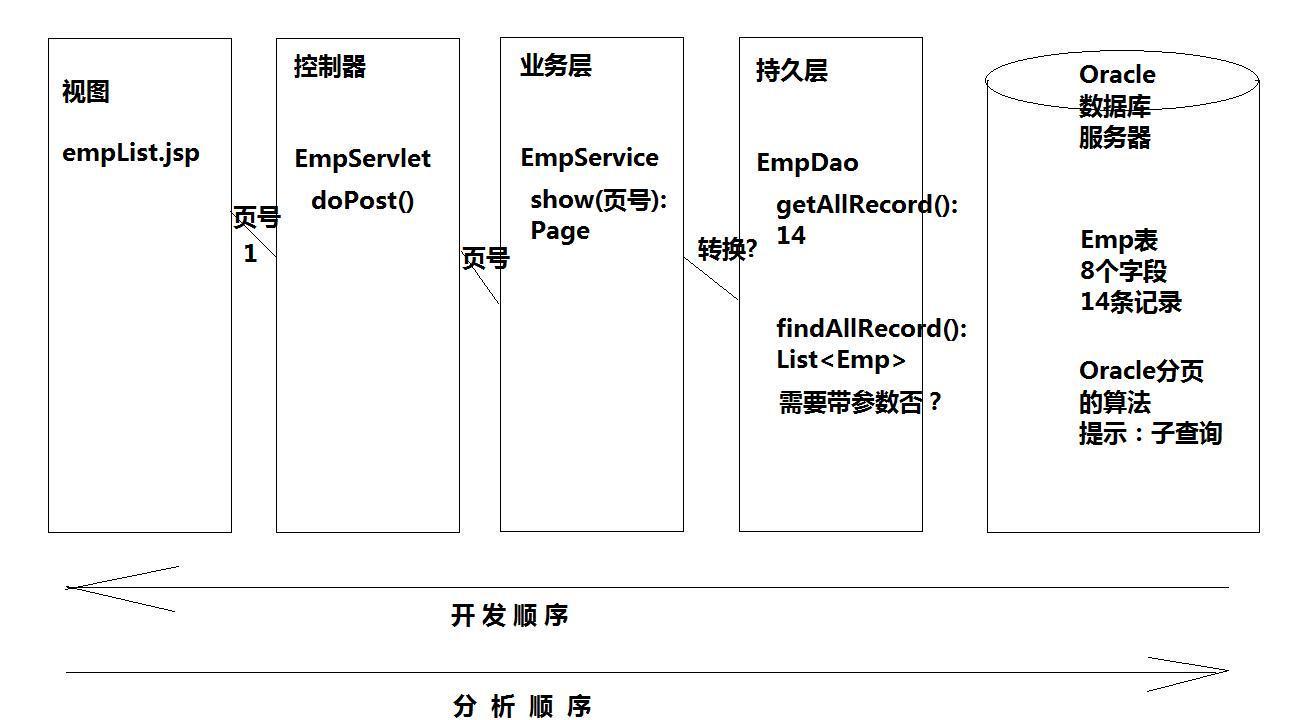 视图
empList.jsp
页号
1
控制器
EmpServlet
doPost()
页号
业务层
EmpService
show(页号):
Page
转换?
持久层
EmpDao
getAllRecord():
14
findAllRecord():
List<Emp>
需要带参数否？
Oracle
数据库
服务器
Emp表
8个字段
14条记录
Oracle分页
的算法
提示：子查询
开 发 顺 序
分 析 顺 序